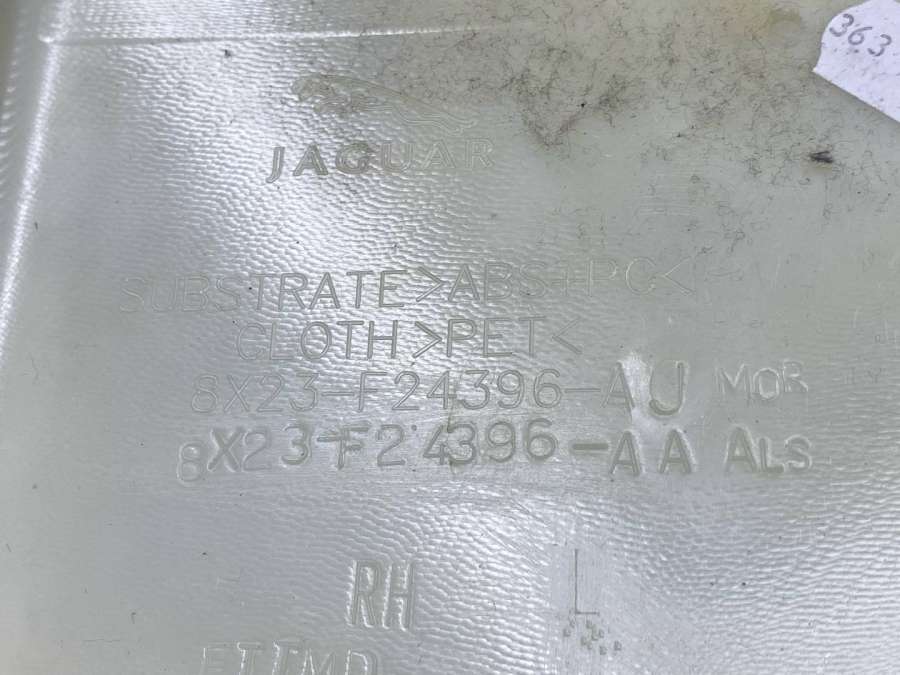 363
JAGUAR
SUBSTRATE >ABS+PC<
CLOTH >PET<
8X23-F24396-AJ MOR
8X23-F24396-AA ALS
RH